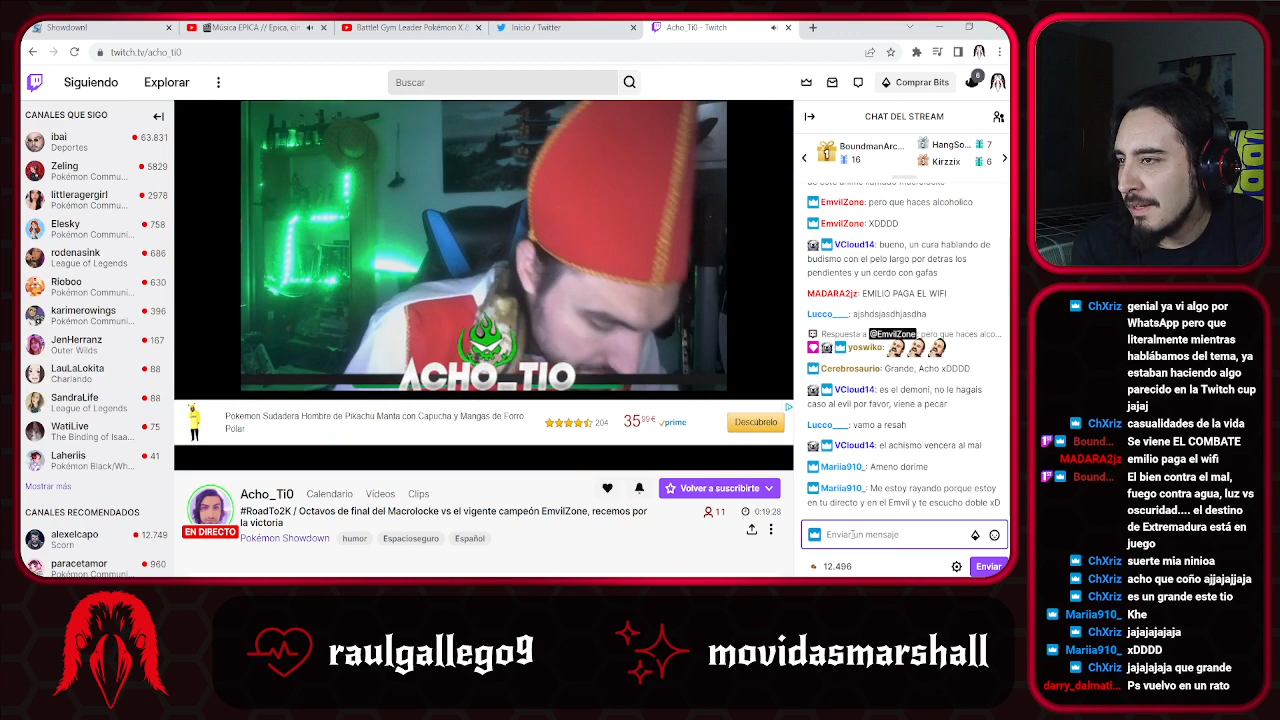 Showdown!
Música EPICA // Epica, cin
Battle! Gym Leader Pokémon X &
Inicio / Twitter
Acho_Ti0 - Twitch
twitch.tv/acho_ti0
Siguiendo
Explorar
Buscar
Comprar Bits
6
CANALES QUE SIGO
ibai
63.831
Deportes
Zeling
5829
Pokémon Commu...
littleragergirl
2978
Pokémon Commu...
Elesky
758
Pokémon Communi...
rodenasink
686
League of Legends
Rioboo
630
Pokémon Communi...
karimerowings
396
Pokémon Communi...
JenHerranz
167
Outer Wilds
LauLaLokita
88
Charlando
SandraLife
88
League of Legends
WatiLive
75
The Binding of Isaa...
Laheriis
41
Pokémon Black/Wh...
Mostrar más
CANALES RECOMENDADOS
alexelcapo
12.749
Scorn
paracetamor
960
Pokémon Communi...
ACHO_TIO
Pokemon Sudadera Hombre de Pikachu Manta con Capucha y Mangas de Forro
Polar
204
35,99 €
prime
Descúbrelo
Acho_Ti0
Calendario
Vídeos
Clips
Volver a suscribirte
EN DIRECTO
#R0adTo2K / Octavos de final del Macrolocke vs el vigente campeón EmvilZone, recemos por
la victoria
11
0:19:28
Pokémon Showdown
humor
Espacioseguro
Español
CHAT DEL STREAM
BoundmanArc...
16
HangSo...
7
Kirzzix
6
EmvilZone: pero que haces alcoholico
EmvilZone: XDDDD
VCloud14: bueno, un cura hablando de
budismo con el pelo largo por detras los
pendientes y un cerdo con gafas
MADARA2jz: EMILIO PAGA EL WIFI
Lucco____: ajshdsjasdhjasdha
Respuesta a @EmvilZone: pero que haces alco...
yoswiko:
Cerebrosaurio: Grande, Acho xDDDD
VCloud14: es el demoni, no le hagais
caso al evil por favor, viene a pecar
Lucco____: vamo a resah
VCloud14: el achismo vencera al mal
Mariia910_: Ameno dorime
Mariia910_: Me estoy rayando porque estoy
en tu directo y en el Emvil y te escucho doble xD
Enviar un mensaje
12.496
Enviar
ChXriz genial ya vi algo por
WhatsApp pero que
literalmente mientras
hablábamos del tema, ya
estaban haciendo algo
parecido en la Twitch cup
jajaj
ChXriz casualidades de la vida
Bound... Se viene EL COMBATE
MADARA2jz emilio paga el wifi
Bound... El bien contra el mal,
fuego contra agua, luz vs
oscuridad.... el destino
de Extremadura está en
juego
ChXriz suerte mia ninioa
ChXriz acho que coño ajjajajjaja
ChXriz es un grande este tio
Mariia910_ Khe
ChXriz jajajajajaja
Mariia910_ xDDDD
ChXriz jajajaja que grande
darry_dalmati... Ps vuelvo en un rato
raulgallego9
movidasmarshall